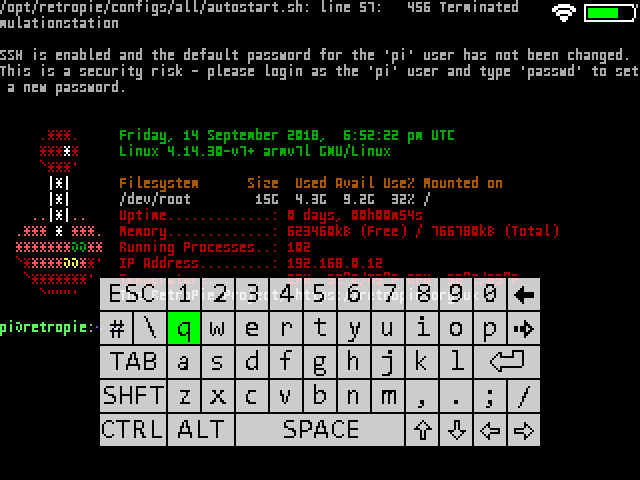 /opt/retropie/configs/all/autostart.sh: line 57:   456 Terminated
mulationstation
SSH is enabled and the default password for the 'pi' user has not been changed.
This is a security risk - please login as the 'pi' user and type 'passwd' to set
a new password.
Friday, 14 September 2018,  6:52:22 pm UTC
Linux 4.14.30-v7+ armv7l GNU/Linux
Filesystem      Size  Used Avail Use% Mounted on
/dev/root        15G  4.3G  9.2G  32% /
Uptime.............: 0 days, 00h00m54s
Memory.............: 623460kB (Free) / 766780kB (Total)
Running Processes..: 102
IP Address.........: 192.168.0.12
ESC 1 2 3 4 5 6 7 8 9 0
# \ q w e r t y u i o p
pi@retropie:
TAB a s d f g h j k l
SHFT z x c v b n m , . ; /
CTRL ALT SPACE